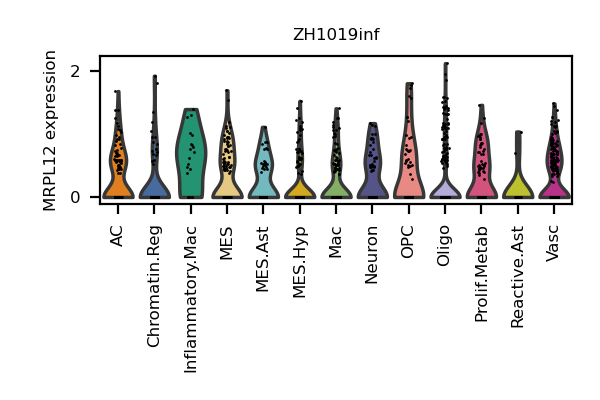 ZH1019inf
MRPL12 expression
2
0
AC
Chromatin.Reg
Inflammatory.Mac
MES
MES.Ast
MES.Hyp
Mac
Neuron
OPC
Oligo
Prolif.Metab
Reactive.Ast
Vasc